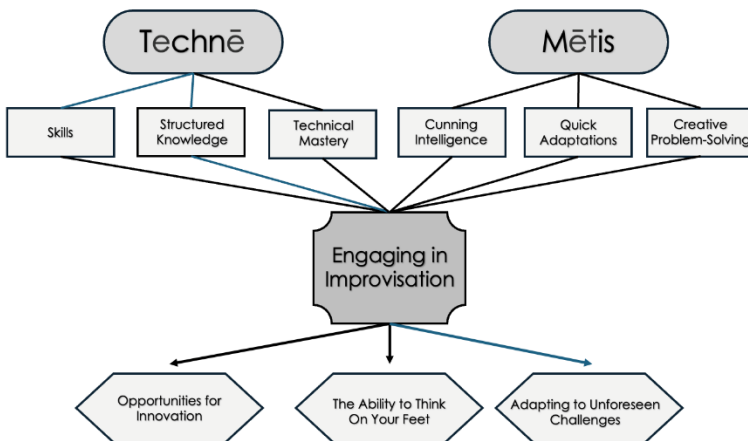 Technē
Mētis
Skills
Structured
Knowledge
Technical
Mastery
Cunning
Intelligence
Quick
Adaptations
Creative
Problem-Solving
Engaging in
Improvisation
Opportunities for
Innovation
The Ability to Think
On Your Feet
Adapting to Unforeseen
Challenges